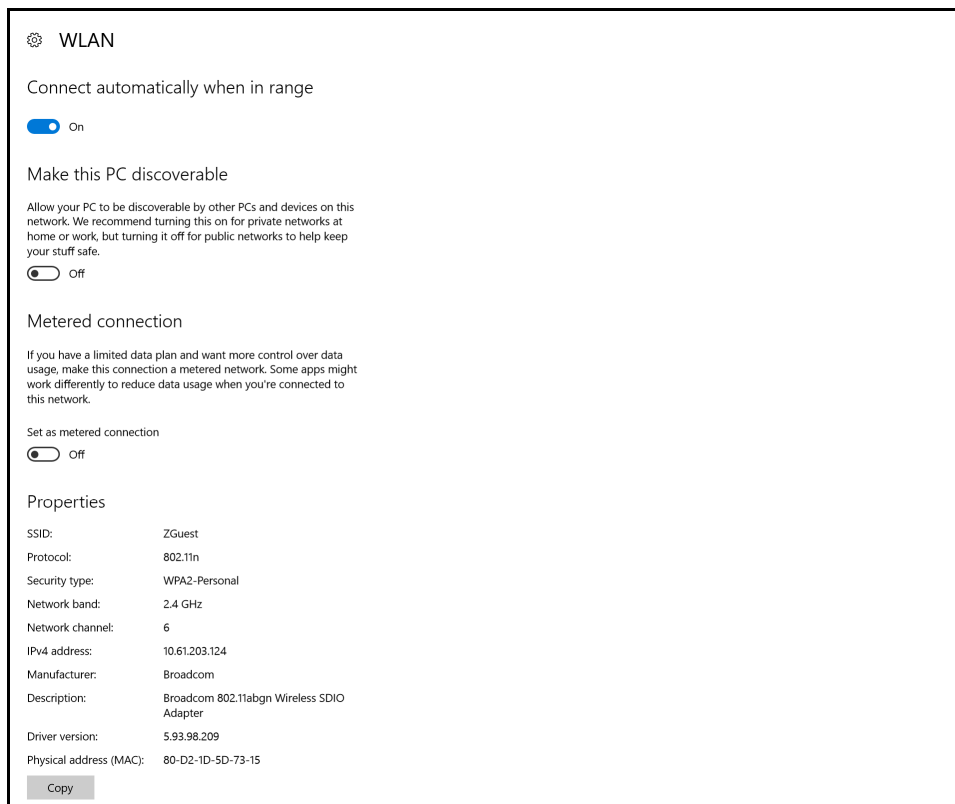 WLAN
Connect automatically when in range
On
Make this PC discoverable
Allow your PC to be discoverable by other PCs and devices on this
network. We recommend turning this on for private networks at
home or work, but turning it off for public networks to help keep
your stuff safe.
Off
Metered connection
If you have a limited data plan and want more control over data
usage, make this connection a metered network. Some apps might
work differently to reduce data usage when you're connected to
this network.
Set as metered connection
Off
Properties
SSID: ZGuest
Protocol: 802.11n
Security type: WPA2-Personal
Network band: 2.4 GHz
Network channel: 6
IPv4 address: 10.61.203.124
Manufacturer: Broadcom
Description: Broadcom 802.11abgn Wireless SDIO
Adapter
Driver version: 5.93.98.209
Physical address (MAC): 80-D2-1D-5D-73-15
Copy